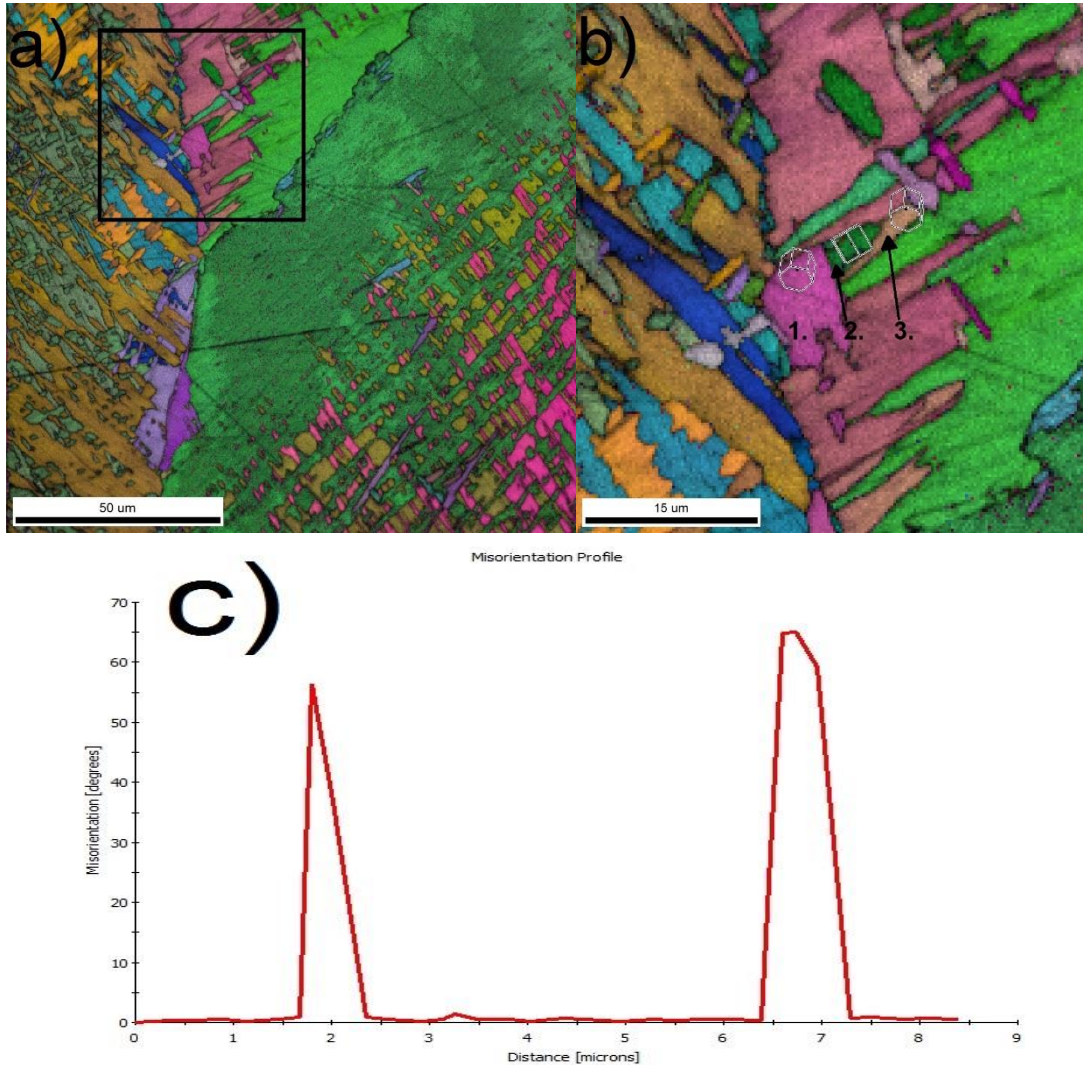 a)
50 um
b)
1. 2. 3.
15 um
Misorientation Profile
c)
Misorientation [degrees]
70
60
50
40
30
20
10
0
0 1 2 3 4 5 6 7 8 9
Distance [microns]